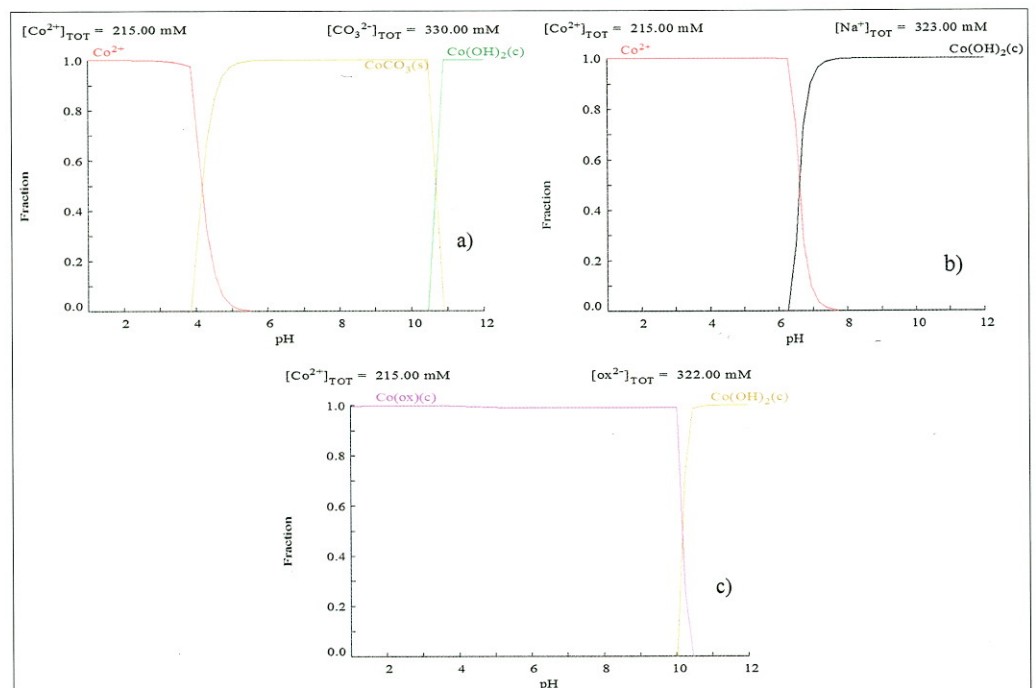 [Co²⁺]TOT = 215.00 mM [CO₃²⁻]TOT = 330.00 mM
Co²⁺ CoCO₃(s) Co(OH)₂(c)
1.0
0.8
0.6
0.4
0.2
0.0
Fraction
a)
2 4 6 8 10 12
pH
[Co²⁺]TOT = 215.00 mM [Na⁺]TOT = 323.00 mM
Co²⁺ Co(OH)₂(c)
1.0
0.8
0.6
0.4
0.2
0.0
Fraction
b)
2 4 6 8 10 12
pH
[Co²⁺]TOT = 215.00 mM [ox²⁻]TOT = 322.00 mM
Co(ox)(c) Co(OH)₂(c)
1.0
0.8
0.6
0.4
0.2
0.0
Fraction
c)
2 4 6 8 10 12
pH